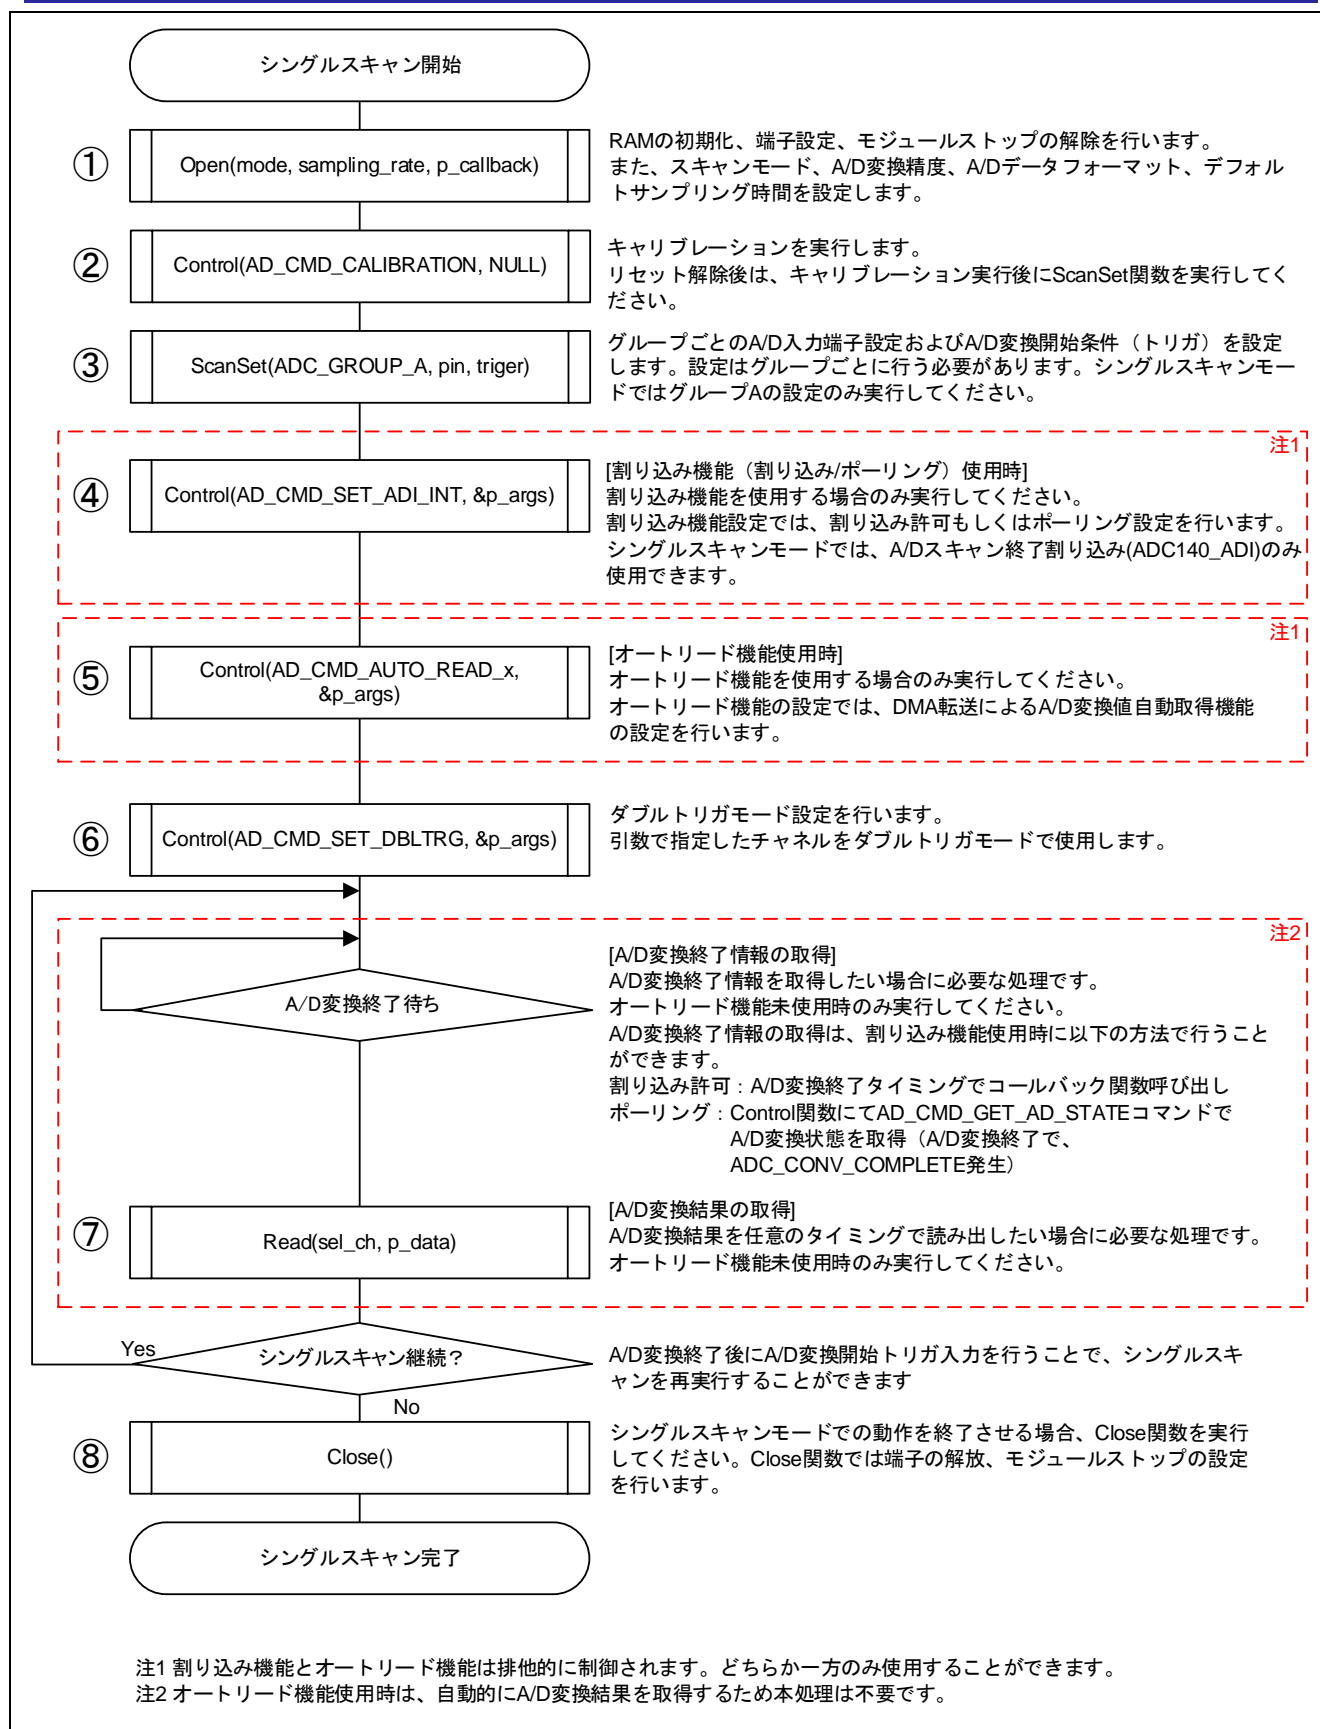 シングルスキャン開始
①
Open(mode, sampling_rate, p_callback)
RAMの初期化、端子設定、モジュールストップの解除を行います。
また、スキャンモード、A/D変換精度、A/Dデータフォーマット、デフォル
トサンプリング時間を設定します。
②
Control(AD_CMD_CALIBRATION, NULL)
キャリブレーションを実行します。
リセット解除後は、キャリブレーション実行後にScanSet関数を実行してく
ださい。
③
ScanSet(ADC_GROUP_A, pin, triger)
グループごとのA/D入力端子設定およびA/D変換開始条件（トリガ）を設定
します。設定はグループごとに行う必要があります。シングルスキャンモー
ドではグループAの設定のみ実行してください。
注1
④
Control(AD_CMD_SET_ADI_INT, &p_args)
[割り込み機能（割り込み/ポーリング）使用時]
割り込み機能を使用する場合のみ実行してください。
割り込み機能設定では、割り込み許可もしくはポーリング設定を行います。
シングルスキャンモードでは、A/Dスキャン終了割り込み(ADC140_ADI)のみ
使用できます。
注1
⑤
Control(AD_CMD_AUTO_READ_x,
&p_args)
[オートリード機能使用時]
オートリード機能を使用する場合のみ実行してください。
オートリード機能の設定では、DMA転送によるA/D変換値自動取得機能
の設定を行います。
⑥
Control(AD_CMD_SET_DBLTRG, &p_args)
ダブルトリガモード設定を行います。
引数で指定したチャネルをダブルトリガモードで使用します。
注2
A/D変換終了待ち
[A/D変換終了情報の取得]
A/D変換終了情報を取得したい場合に必要な処理です。
オートリード機能未使用時のみ実行してください。
A/D変換終了情報の取得は、割り込み機能使用時に以下の方法で行うこと
ができます。
割り込み許可：A/D変換終了タイミングでコールバック関数呼び出し
ポーリング：Control関数にてAD_CMD_GET_AD_STATEコマンドで
A/D変換状態を取得（A/D変換終了で、
ADC_CONV_COMPLETE発生）
⑦
Read(sel_ch, p_data)
[A/D変換結果の取得]
A/D変換結果を任意のタイミングで読み出したい場合に必要な処理です。
オートリード機能未使用時のみ実行してください。
Yes
シングルスキャン継続？
A/D変換終了後にA/D変換開始トリガ入力を行うことで、シングルスキ
ャンを再実行することができます
No
⑧
Close()
シングルスキャンモードでの動作を終了させる場合、Close関数を実行
してください。Close関数では端子の解放、モジュールストップの設定
を行います。
シングルスキャン完了
注1 割り込み機能とオートリード機能は排他的に制御されます。どちらか一方のみ使用することができます。
注2 オートリード機能使用時は、自動的にA/D変換結果を取得するため本処理は不要です。